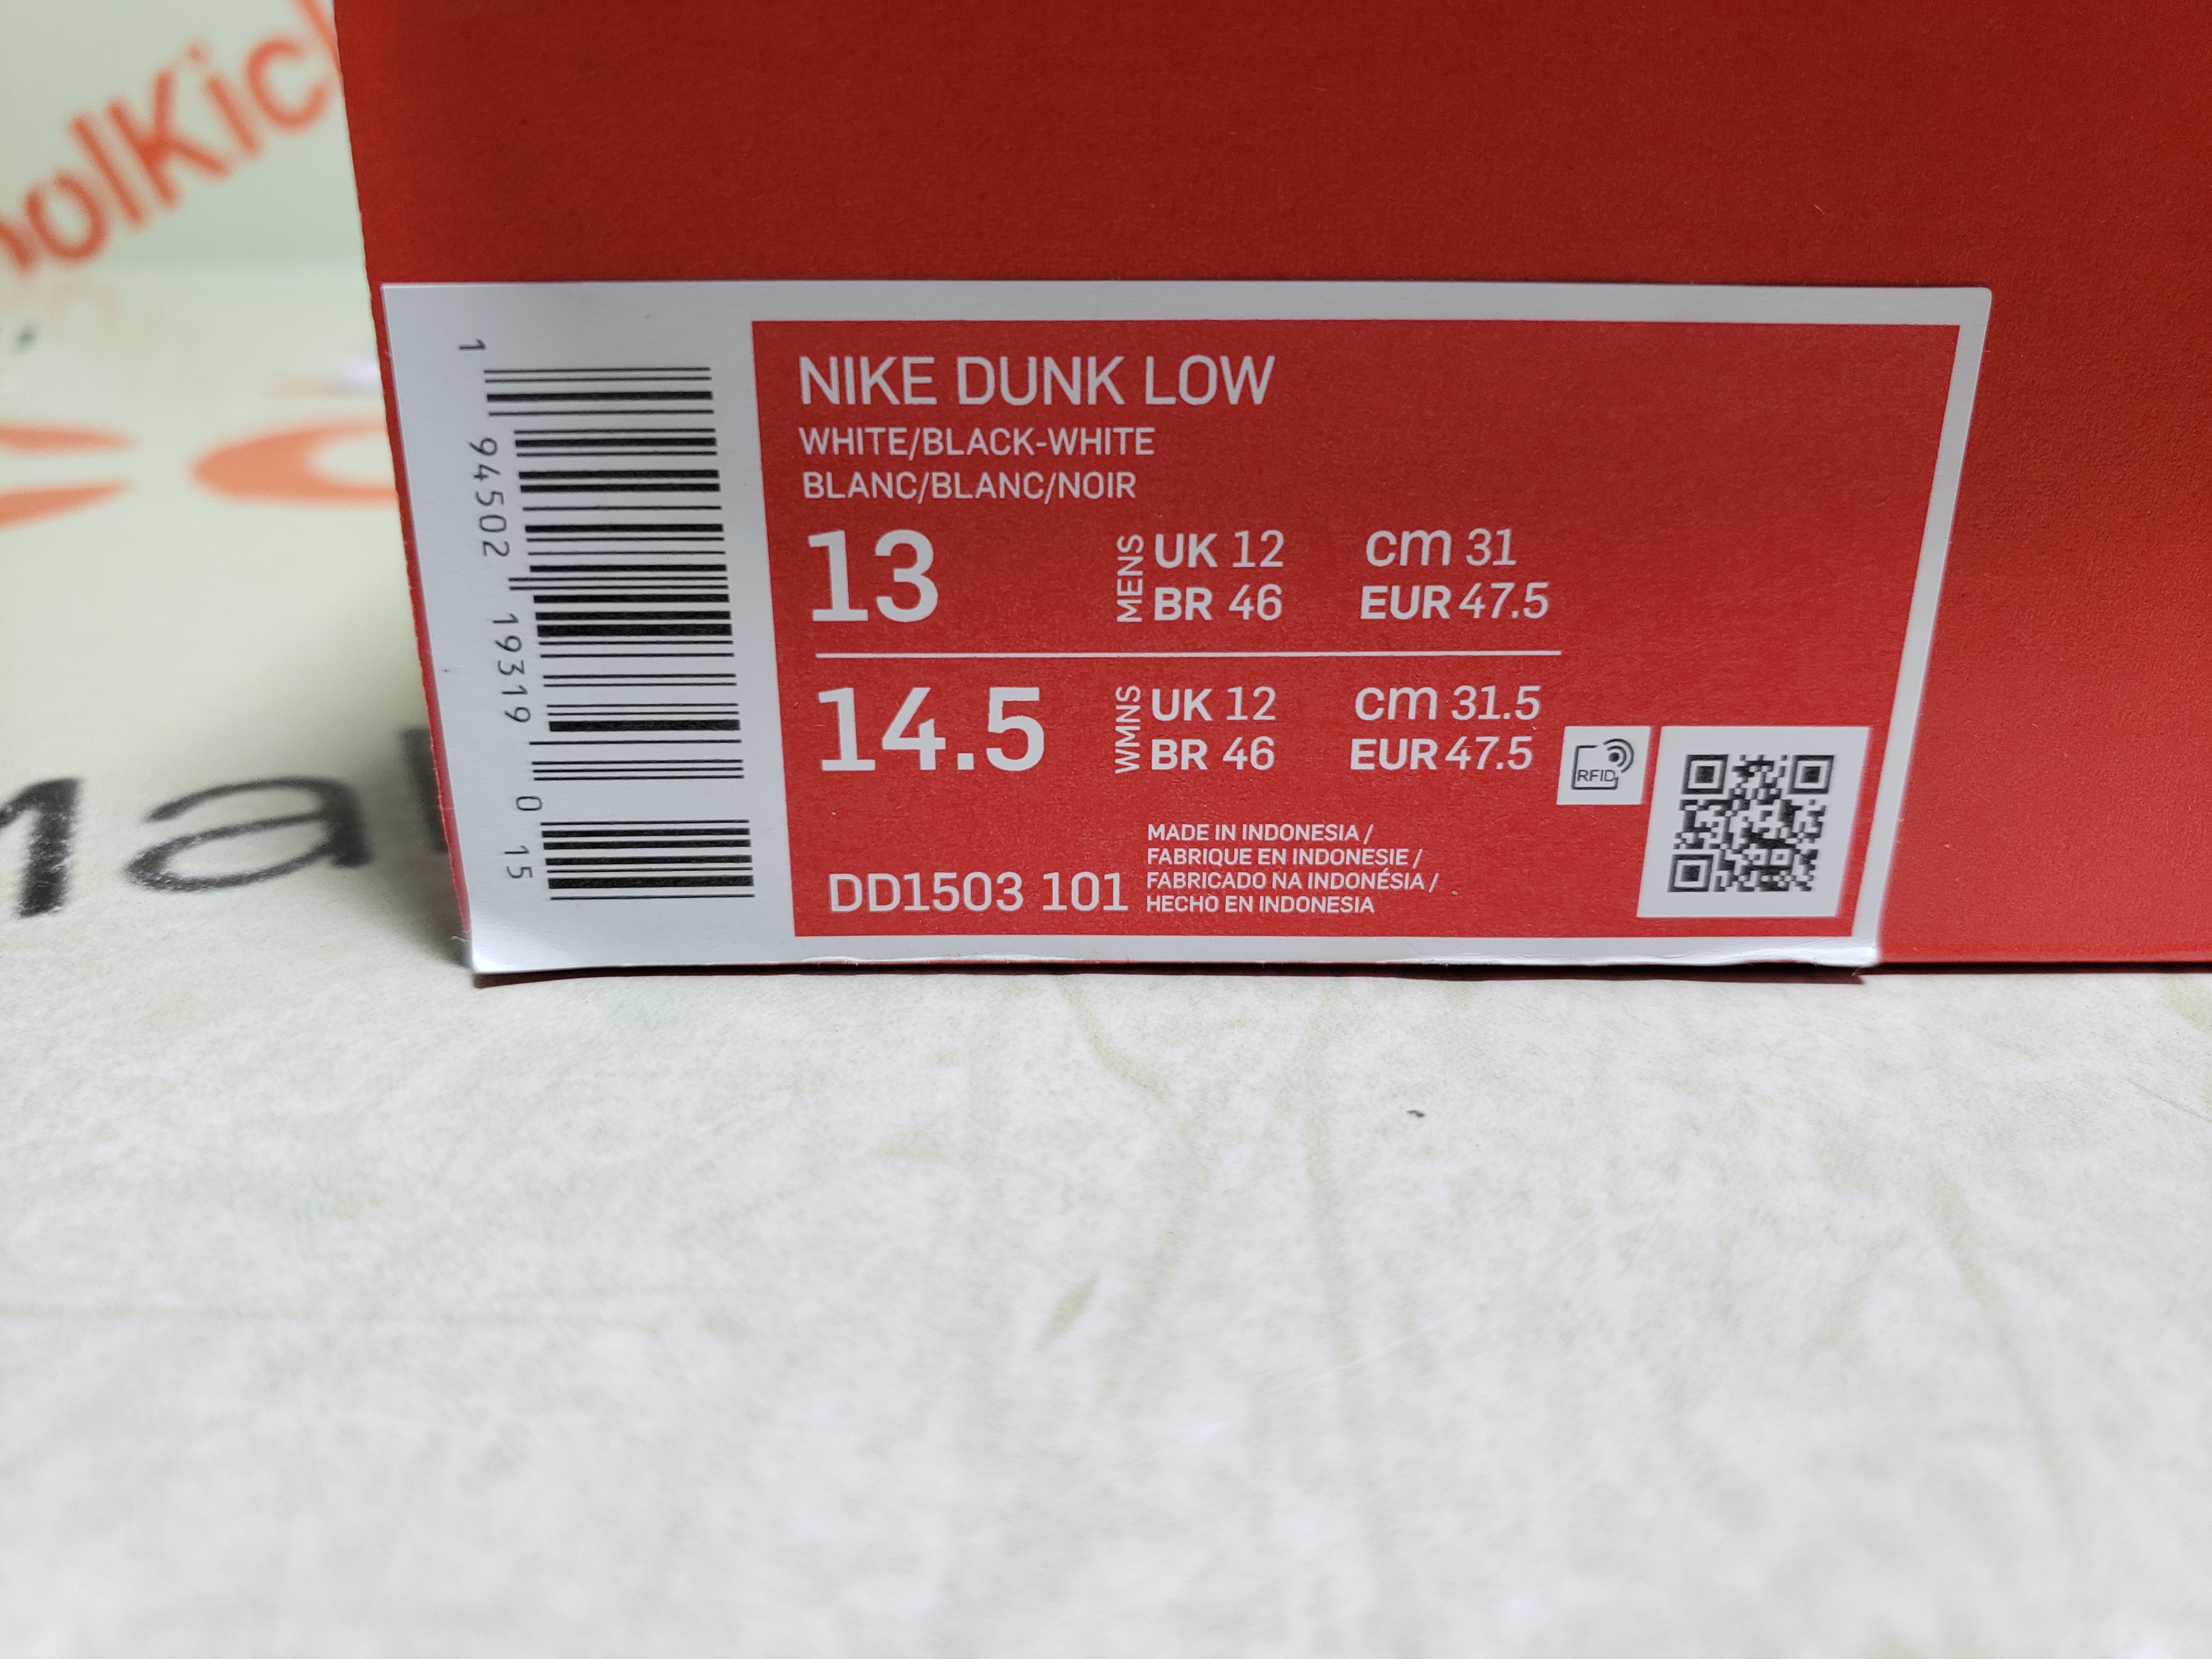 NIKE DUNK LOW
WHITE/BLACK-WHITE
BLANC/BLANC/NOIR
13
MENS
UK 12 cm 31
BR 46 EUR 47.5
14.5
WMNS
UK 12 cm 31.5
BR 46 EUR 47.5
RFID
DD1503 101
MADE IN INDONESIA /
FABRIQUE EN INDONESIE /
FABRICADO NA INDONÉSIA /
HECHO EN INDONESIA
1 94502 19319 0 15